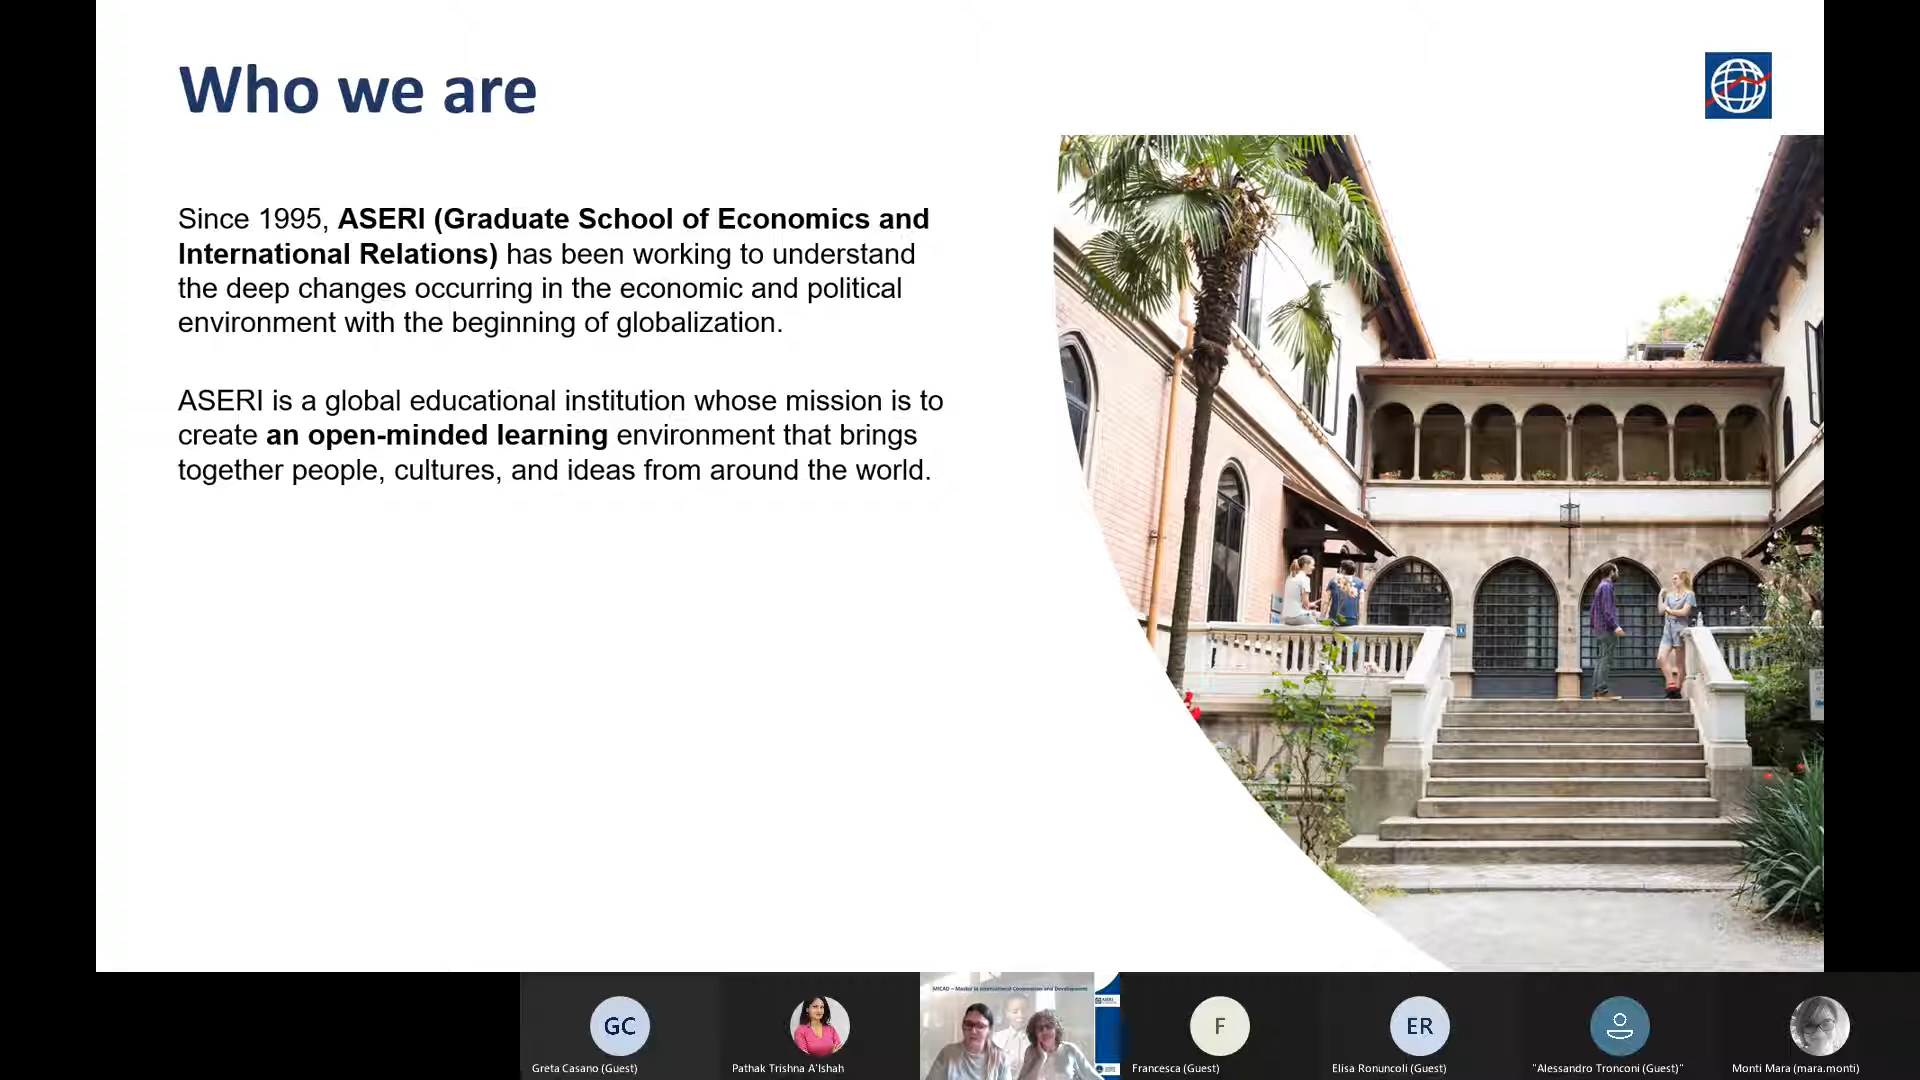 Who we are
Since 1995, ASERI (Graduate School of Economics and
International Relations) has been working to understand
the deep changes occurring in the economic and political
environment with the beginning of globalization.
ASERI is a global educational institution whose mission is to
create an open-minded learning environment that brings
together people, cultures, and ideas from around the world.
MICAD – Master in International Cooperation and Development
ASERI
GC
F
ER
Greta Casano (Guest)
Pathak Trishna A'Ishah
Francesca (Guest)
Elisa Ronuncoli (Guest)
"Alessandro Tronconi (Guest)"
Monti Mara (mara.monti)